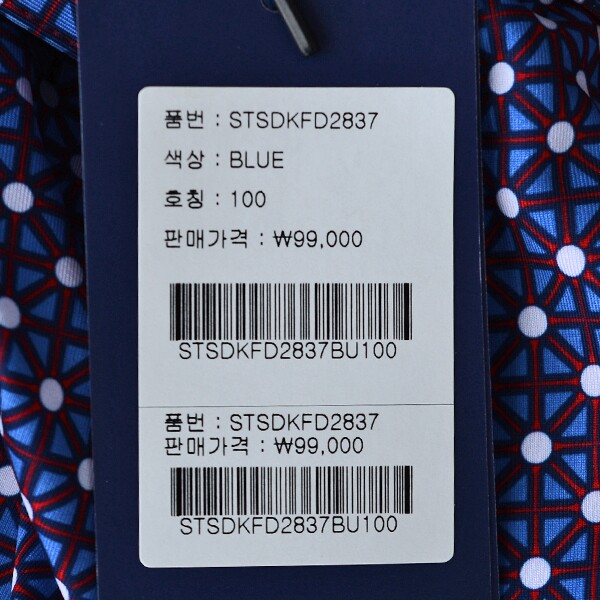 품번 : STSDKFD2837
색상 : BLUE
호칭 : 100
판매가격 : ₩99,000
STSDKFD2837BU100
품번 : STSDKFD2837
판매가격 : ₩99,000
STSDKFD2837BU100